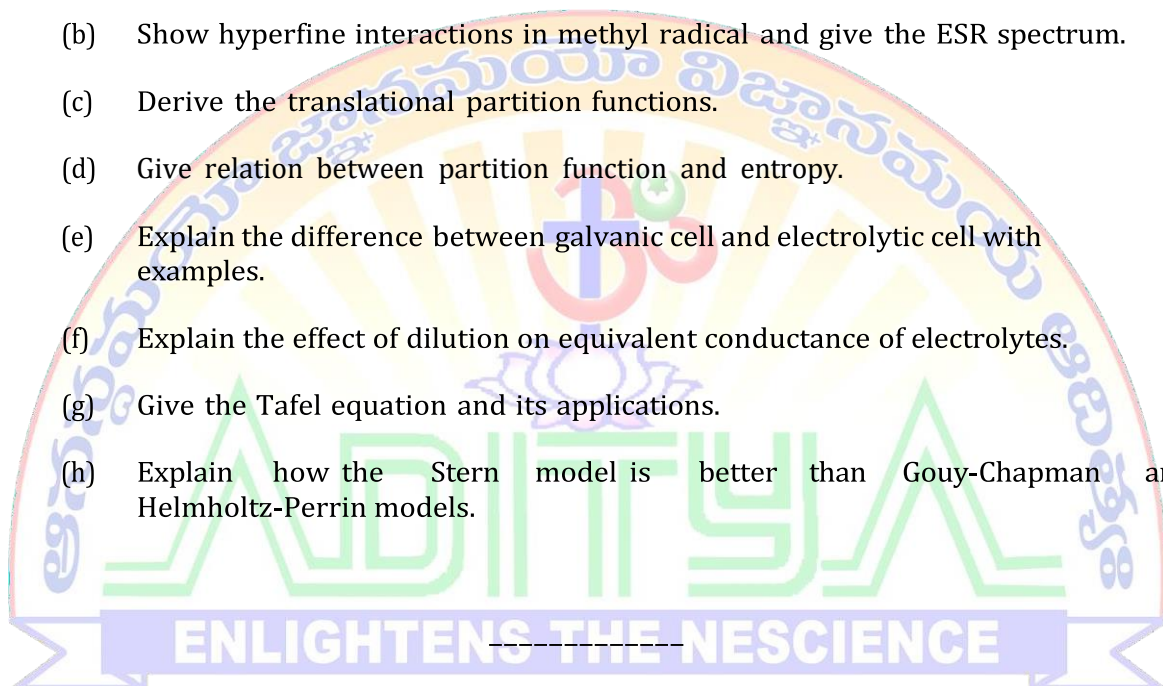 (b) Show hyperfine interactions in methyl radical and give the ESR spectrum.
(c) Derive the translational partition functions.
(d) Give relation between partition function and entropy.
(e) Explain the difference between galvanic cell and electrolytic cell with
examples.
(f) Explain the effect of dilution on equivalent conductance of electrolytes.
(g) Give the Tafel equation and its applications.
(h) Explain how the Stern model is better than Gouy-Chapman
Helmholtz-Perrin models.
_____________
ADITYA
ENLIGHTENS THE NESCIENCE